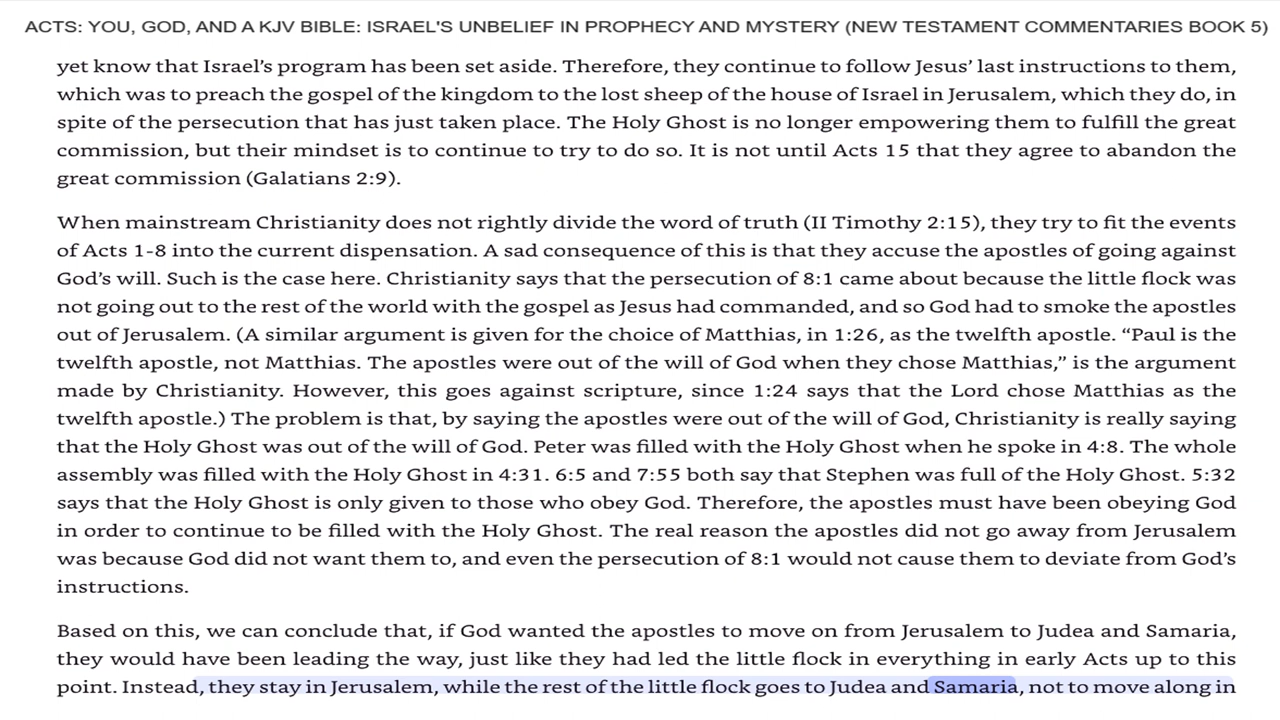 ACTS: YOU, GOD, AND A KJV BIBLE: ISRAEL'S UNBELIEF IN PROPHECY AND MYSTERY (NEW TESTAMENT COMMENTARIES BOOK 5)
yet know that Israel’s program has been set aside. Therefore, they continue to follow Jesus’ last instructions to them,
which was to preach the gospel of the kingdom to the lost sheep of the house of Israel in Jerusalem, which they do, in
spite of the persecution that has just taken place. The Holy Ghost is no longer empowering them to fulfill the great
commission, but their mindset is to continue to try to do so. It is not until Acts 15 that they agree to abandon the
great commission (Galatians 2:9).
When mainstream Christianity does not rightly divide the word of truth (II Timothy 2:15), they try to fit the events
of Acts 1-8 into the current dispensation. A sad consequence of this is that they accuse the apostles of going against
God’s will. Such is the case here. Christianity says that the persecution of 8:1 came about because the little flock was
not going out to the rest of the world with the gospel as Jesus had commanded, and so God had to smoke the apostles
out of Jerusalem. (A similar argument is given for the choice of Matthias, in 1:26, as the twelfth apostle. “Paul is the
twelfth apostle, not Matthias. The apostles were out of the will of God when they chose Matthias,” is the argument
made by Christianity. However, this goes against scripture, since 1:24 says that the Lord chose Matthias as the
twelfth apostle.) The problem is that, by saying the apostles were out of the will of God, Christianity is really saying
that the Holy Ghost was out of the will of God. Peter was filled with the Holy Ghost when he spoke in 4:8. The whole
assembly was filled with the Holy Ghost in 4:31. 6:5 and 7:55 both say that Stephen was full of the Holy Ghost. 5:32
says that the Holy Ghost is only given to those who obey God. Therefore, the apostles must have been obeying God
in order to continue to be filled with the Holy Ghost. The real reason the apostles did not go away from Jerusalem
was because God did not want them to, and even the persecution of 8:1 would not cause them to deviate from God’s
instructions.
Based on this, we can conclude that, if God wanted the apostles to move on from Jerusalem to Judea and Samaria,
they would have been leading the way, just like they had led the little flock in everything in early Acts up to this
point. Instead, they stay in Jerusalem, while the rest of the little flock goes to Judea and Samaria, not to move along in